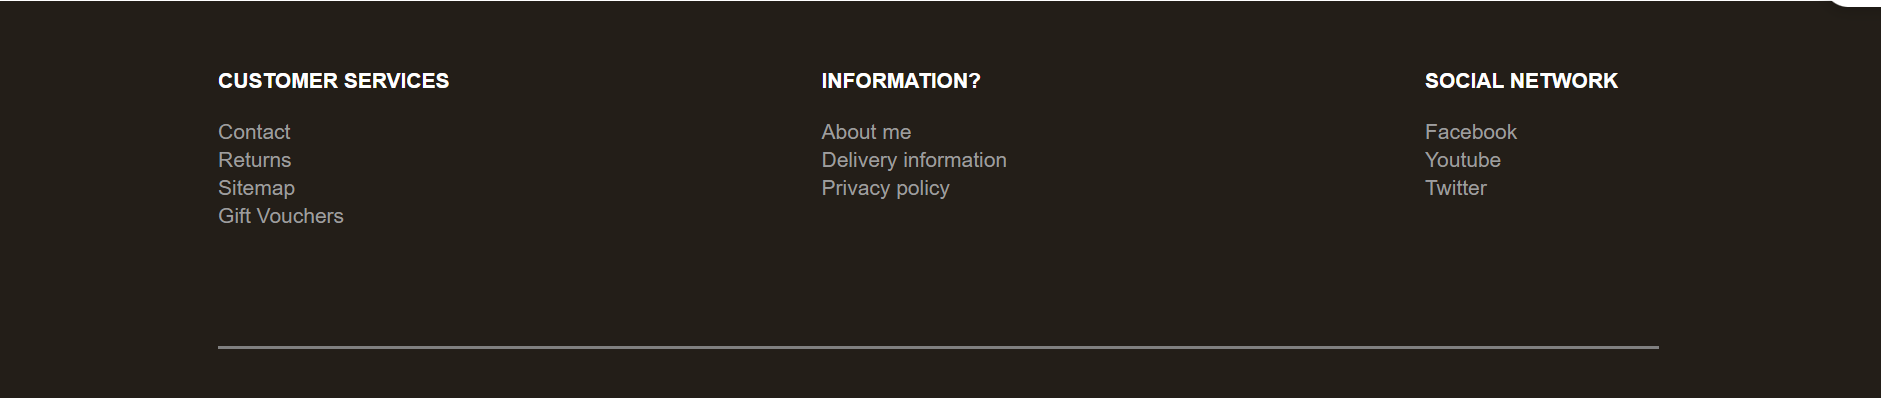 CUSTOMER SERVICES
Contact
Returns
Sitemap
Gift Vouchers
INFORMATION?
About me
Delivery information
Privacy policy
SOCIAL NETWORK
Facebook
Youtube
Twitter